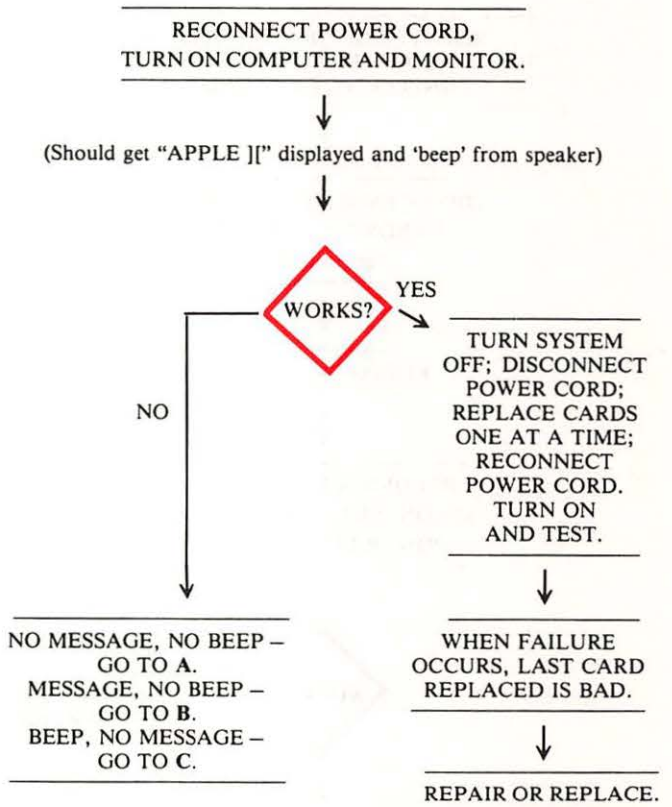 RECONNECT POWER CORD,
TURN ON COMPUTER AND MONITOR.
(Should get “APPLE ][” displayed and ‘beep’ from speaker)
WORKS?
YES
NO
TURN SYSTEM
OFF; DISCONNECT
POWER CORD;
REPLACE CARDS
ONE AT A TIME;
RECONNECT
POWER CORD.
TURN ON
AND TEST.
NO MESSAGE, NO BEEP –
GO TO A.
MESSAGE, NO BEEP –
GO TO B.
BEEP, NO MESSAGE –
GO TO C.
WHEN FAILURE
OCCURS, LAST CARD
REPLACED IS BAD.
REPAIR OR REPLACE.